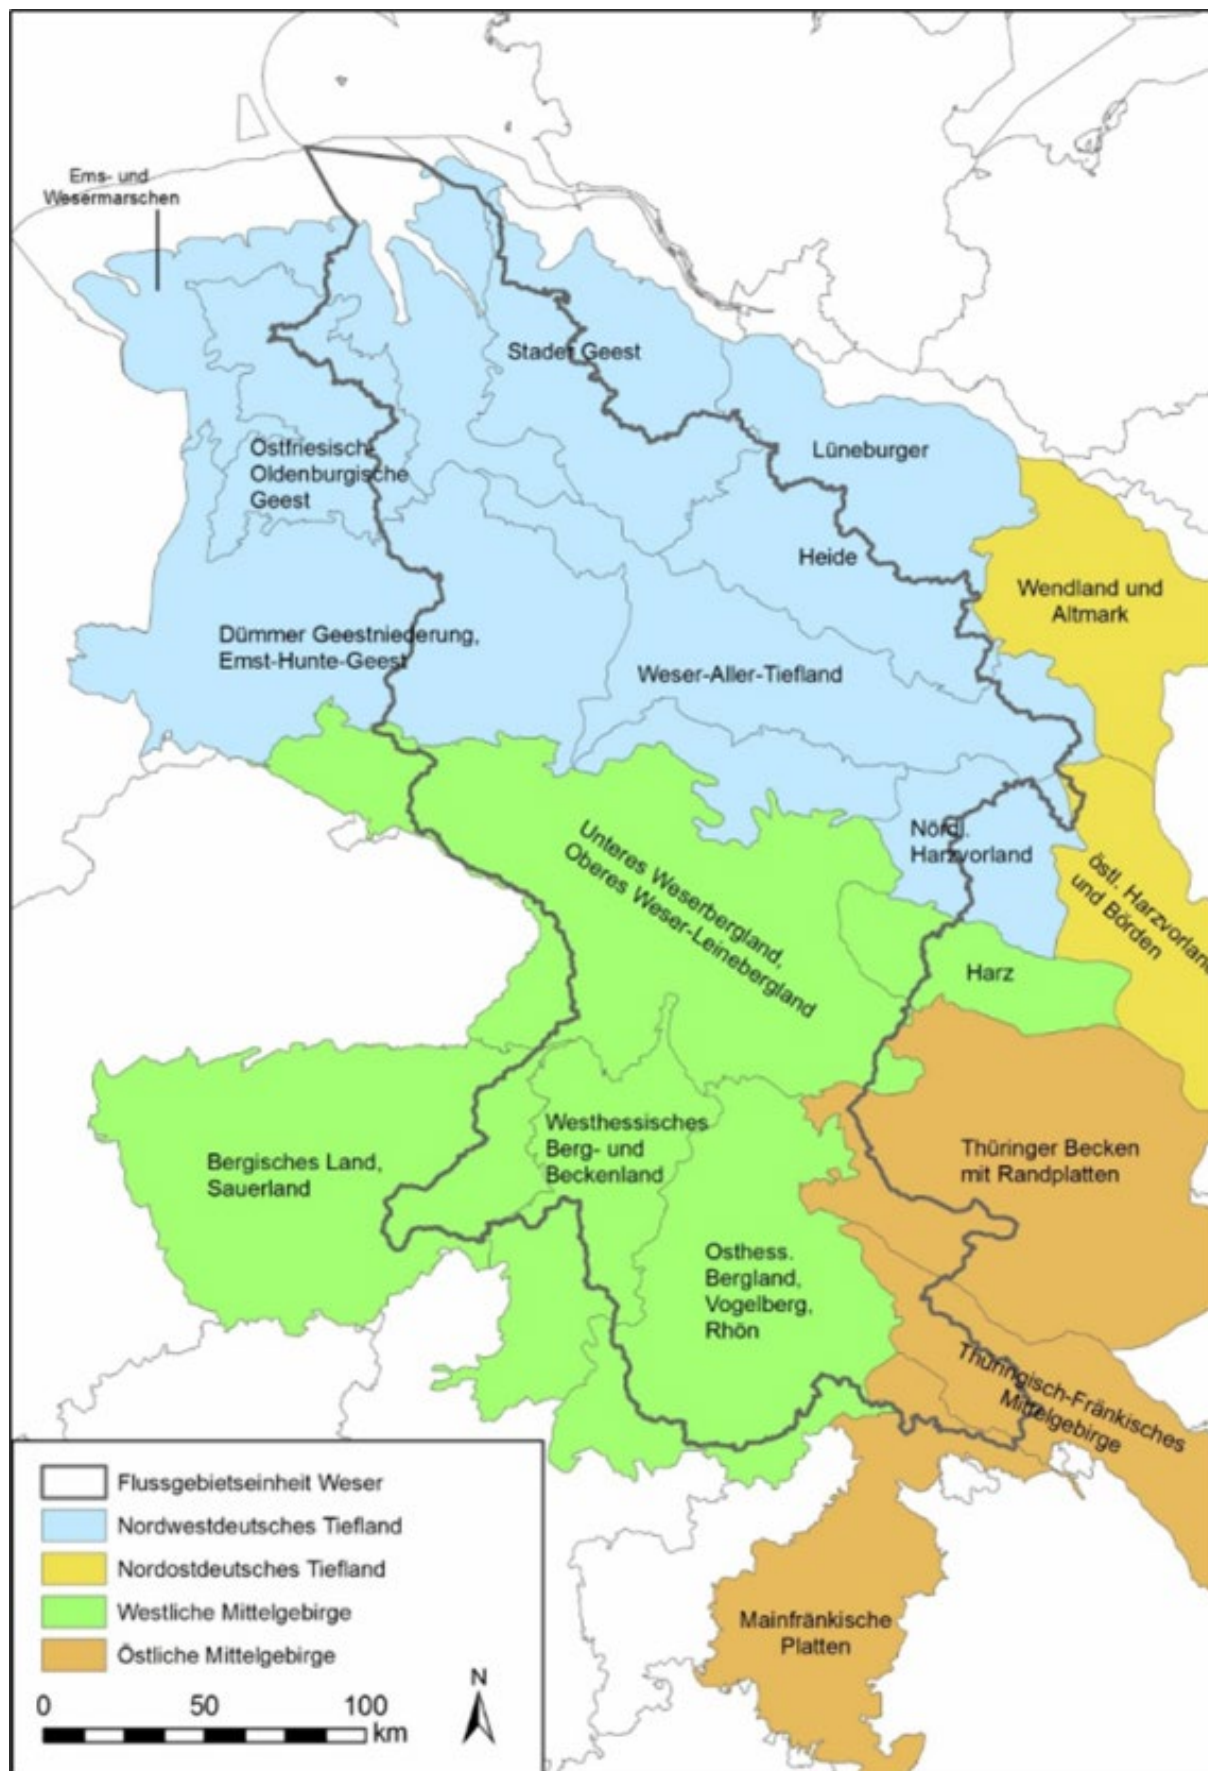 Ems- und
Wesermarschen
Stader Geest
Ostfriesisch-
Oldenburgische
Geest
Lüneburger
Heide
Wendland und
Altmark
Dümmer Geestniederung,
Emst-Hunte-Geest
Weser-Aller-Tiefland
Nördl.
Harzvorland
Unteres Weserbergland,
Oberes Weser-Leinebergland
östl. Harzvorland
und Börden
Harz
Bergisches Land,
Sauerland
Westhessisches
Berg- und
Beckenland
Thüringer Becken
mit Randplatten
Osthess.
Bergland,
Vogelberg,
Rhön
Thüringisch-Fränkisches
Mittelgebirge
Mainfränkische
Platten
Flussgebietseinheit Weser
Nordwestdeutsches Tiefland
Nordostdeutsches Tiefland
Westliche Mittelgebirge
Östliche Mittelgebirge
0 50 100
km
N